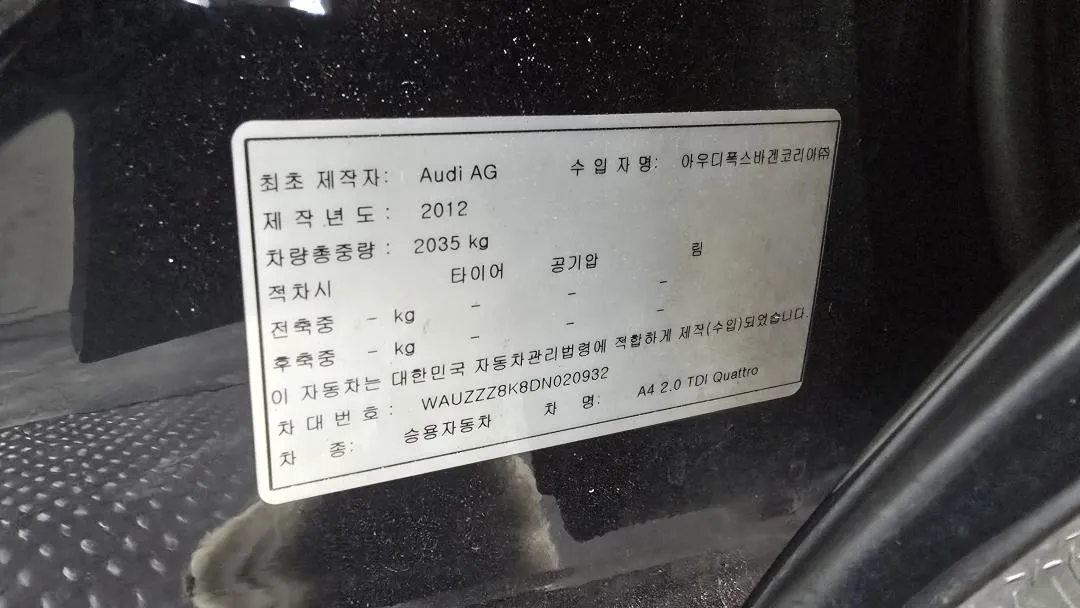 최초 제작자: Audi AG 수 입 자 명: 아우디폭스바겐코리아㈜
제 작 년 도 : 2012
차량총중량 : 2035 kg
적차시 타이어 공기압 림
전축중 - kg - - -
후축중 - kg - - -
이 자동차는 대한민국 자동차관리법령에 적합하게 제작(수입)되었습니다.
차 대 번 호 : WAUZZZ8K8DN020932
차 종: 승용자동차 차 명: A4 2.0 TDI Quattro